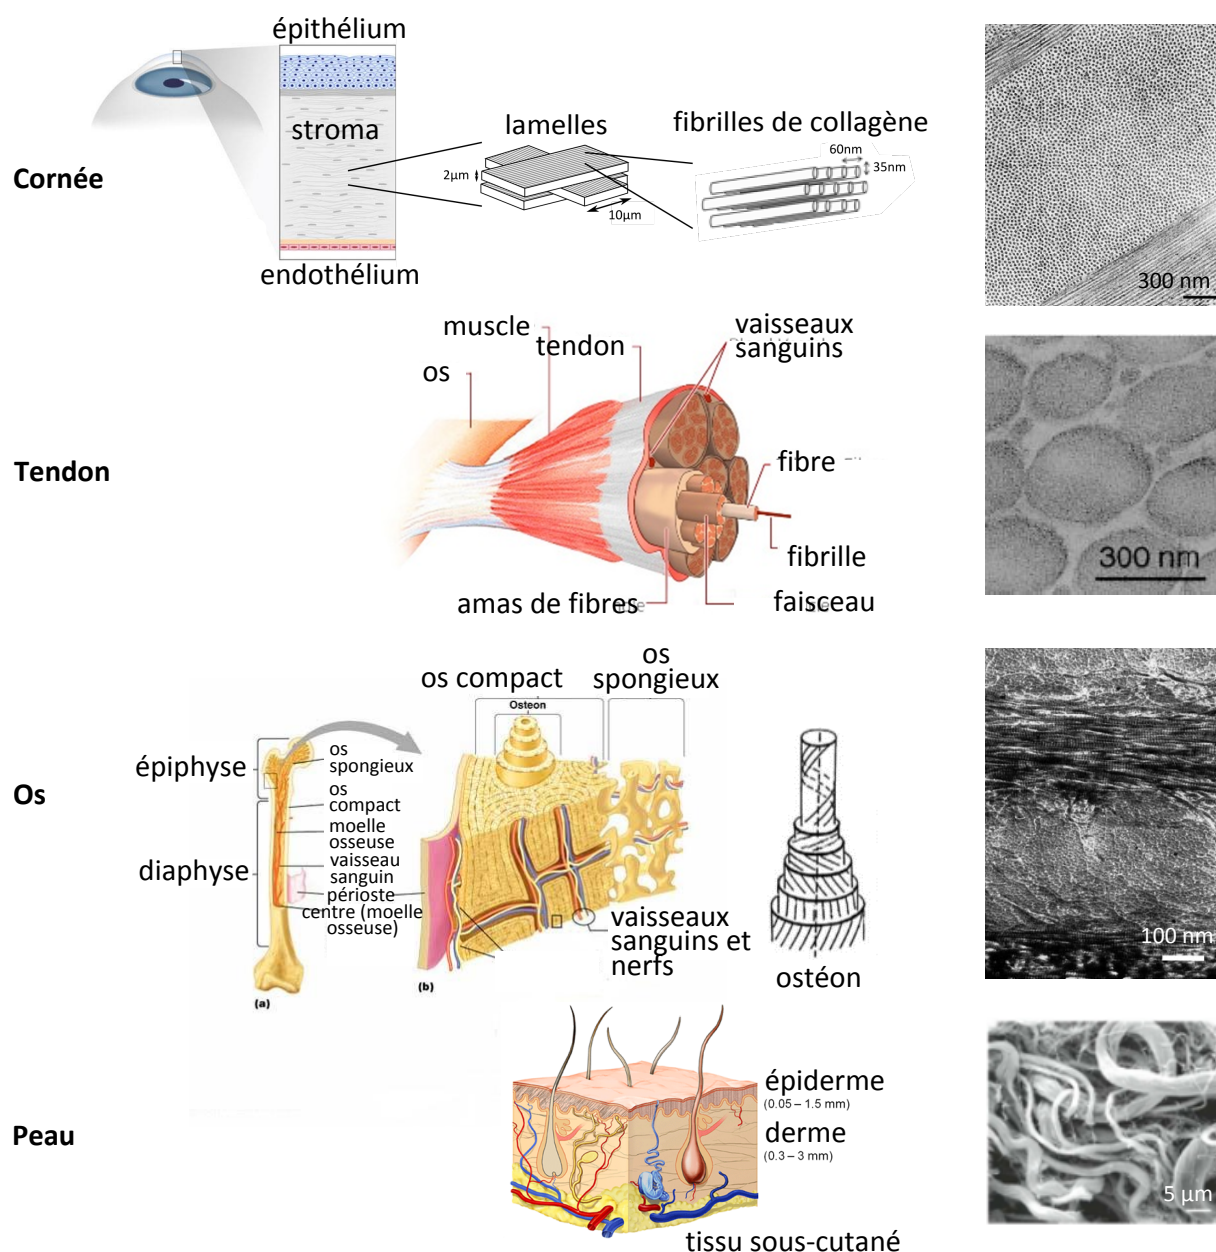 Cornée
épithélium
stroma
endothélium
lamelles
2µm
10µm
fibrilles de collagène
60nm
35nm
300 nm
Tendon
muscle
tendon
os
vaisseaux
sanguins
fibre
fibrille
faisceau
amas de fibres
300 nm
Os
os compact
os
spongieux
Osteon
épiphyse
diaphyse
os
spongieux
os
compact
moelle
osseuse
vaisseau
sanguin
périoste
centre (moelle
osseuse)
(a)
(b)
vaisseaux
sanguins et
nerfs
ostéon
100 nm
Peau
épiderme
(0.05 – 1.5 mm)
derme
(0.3 – 3 mm)
tissu sous-cutané
5 µm